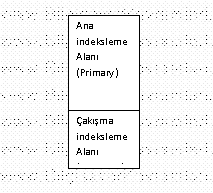 Ana
indeksleme
Alanı
(Primary)
Çakışma
indeksleme
Alanı